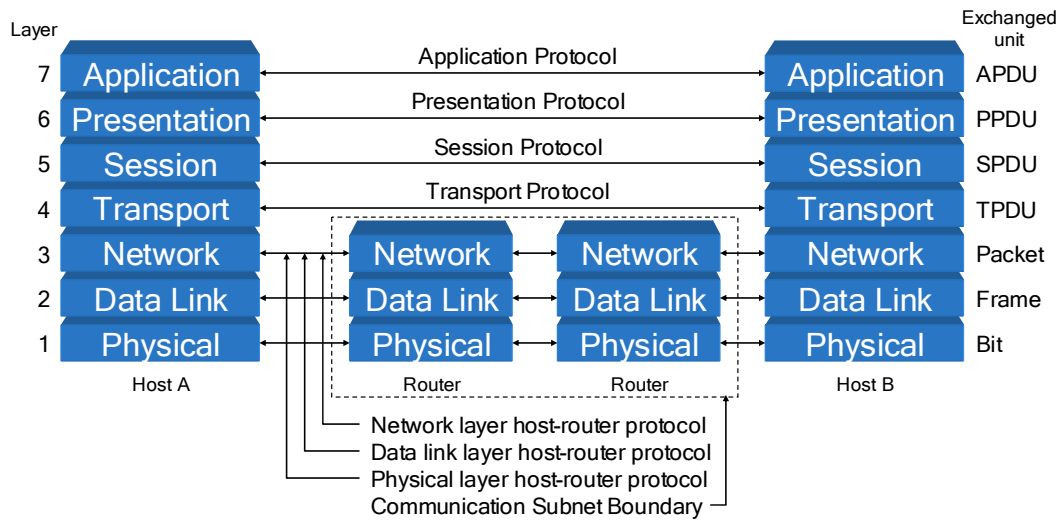 Layer
Exchanged
unit
7 Application Application Protocol Application APDU
6 Presentation Presentation Protocol Presentation PPDU
5 Session Session Protocol Session SPDU
4 Transport Transport Protocol Transport TPDU
3 Network Network Network Network Packet
2 Data Link Data Link Data Link Data Link Frame
1 Physical Physical Physical Physical Bit
Host A Router Router Host B
Network layer host-router protocol
Data link layer host-router protocol
Physical layer host-router protocol
Communication Subnet Boundary